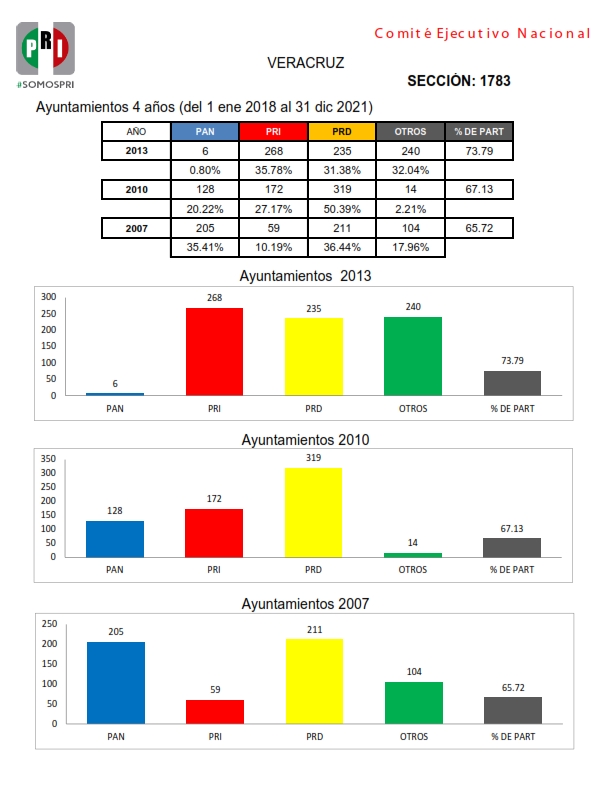 Comité Ejecutivo Nacional
PRI
#SOMOSPRI
VERACRUZ
SECCIÓN: 1783
Ayuntamientos 4 años (del 1 ene 2018 al 31 dic 2021)
AÑO PAN PRI PRD OTROS % DE PART
2013 6 268 235 240 73.79
0.80% 35.78% 31.38% 32.04%
2010 128 172 319 14 67.13
20.22% 27.17% 50.39% 2.21%
2007 205 59 211 104 65.72
35.41% 10.19% 36.44% 17.96%
Ayuntamientos 2013
300
250
200
150
100
50
0
6 268 235 240 73.79
PAN PRI PRD OTROS % DE PART
Ayuntamientos 2010
350
300
250
200
150
100
50
0
128 172 319 14 67.13
PAN PRI PRD OTROS % DE PART
Ayuntamientos 2007
250
200
150
100
50
0
205 59 211 104 65.72
PAN PRI PRD OTROS % DE PART